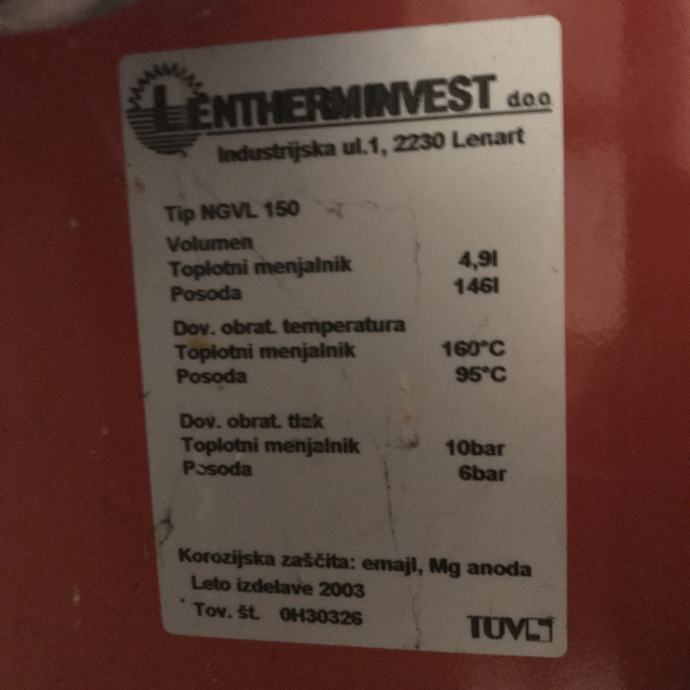 LENTHERMINVEST d.o.o
Industrijska ul.1, 2230 Lenart
Tip NGVL 150
Volumen
Toplotni menjalnik 4,9l
Posoda 146l
Dov. obrat. temperatura
Toplotni menjalnik 160°C
Posoda 95°C
Dov. obrat. tlak
Toplotni menjalnik 10bar
Posoda 6bar
Korozijska zaščita: emajl, Mg anoda
Leto izdelave 2003
Tov. št. 0H30326
TÜV